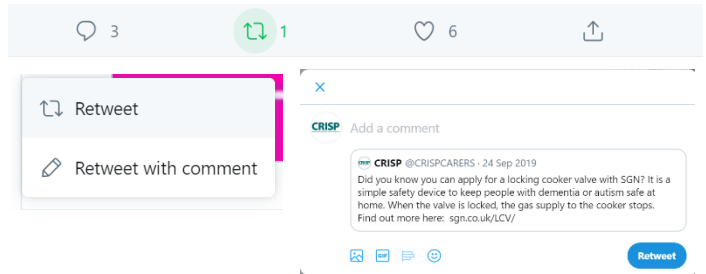 3 1 6
Retweet
Retweet with comment
CRISP Add a comment
CRISP CRISP @CRISPCARERS · 24 Sep 2019
Did you know you can apply for a locking cooker valve with SGN? It is a
simple safety device to keep people with dementia or autism safe at
home. When the valve is locked, the gas supply to the cooker stops.
Find out more here: sgn.co.uk/LCV/
GIF Retweet